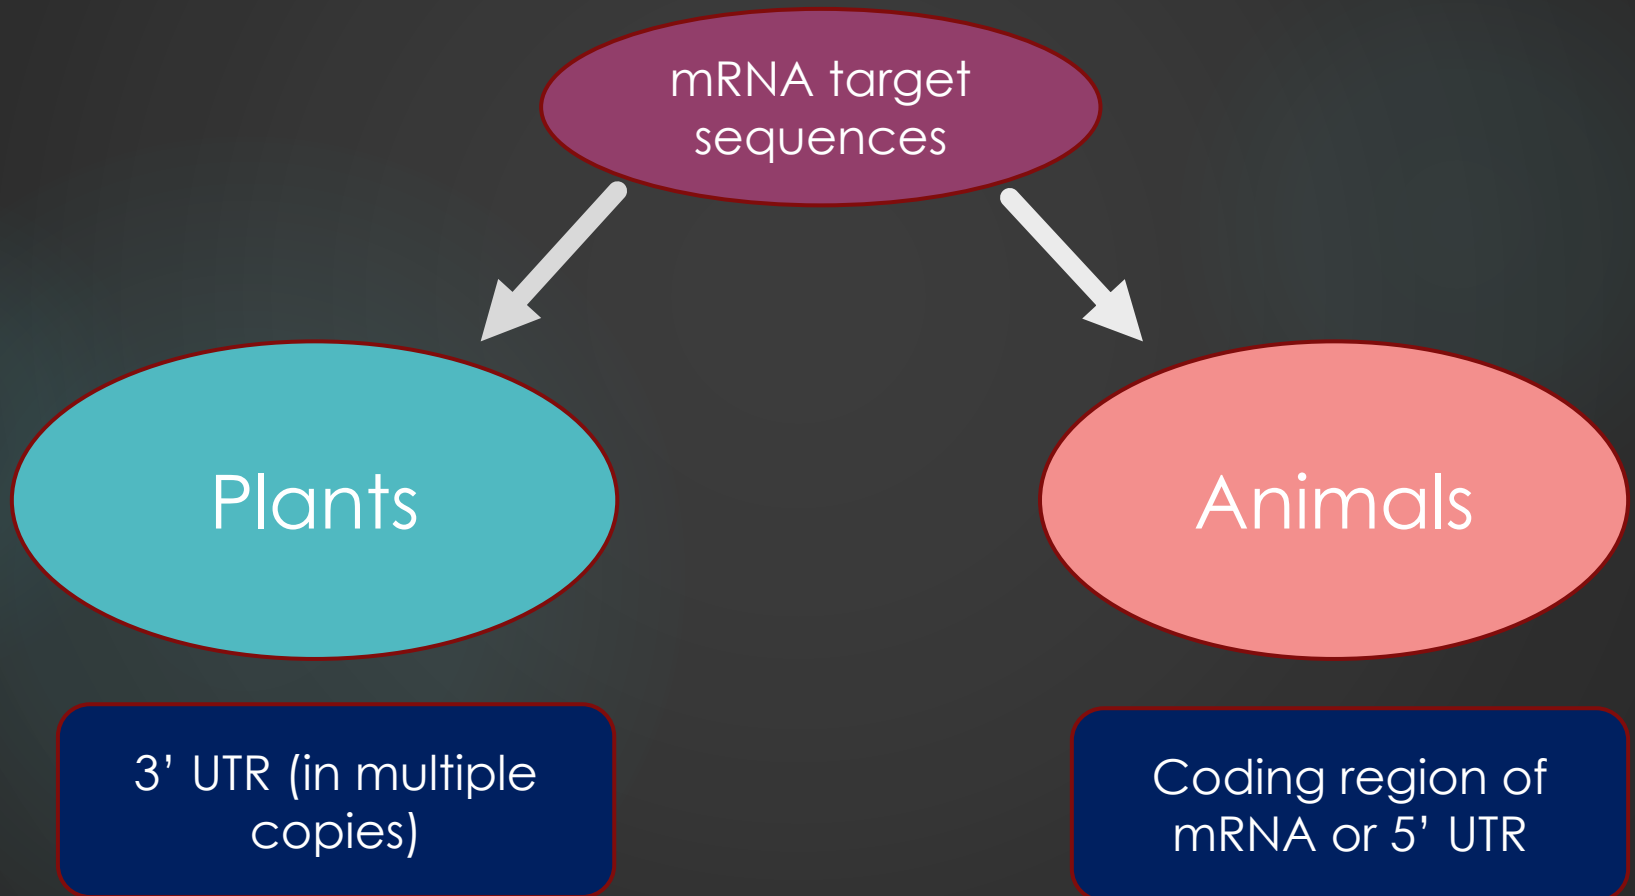 mRNA target
sequences
Plants
Animals
3’ UTR (in multiple
copies)
Coding region of
mRNA or 5’ UTR